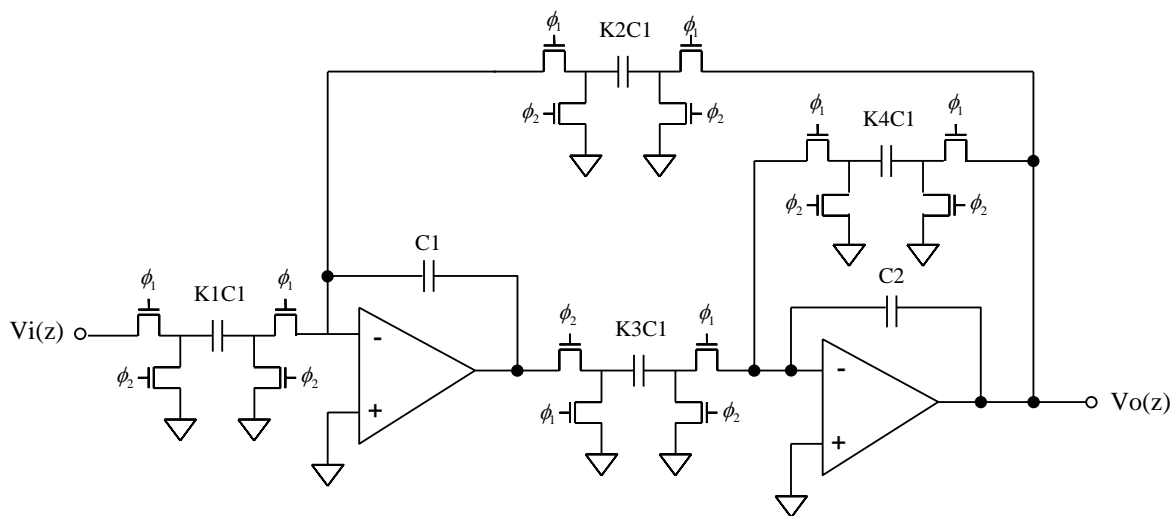 ϕ₁ K2C1 ϕ₁
ϕ₂ ϕ₂
ϕ₁ K4C1 ϕ₁
ϕ₂ ϕ₂
C1
C2
ϕ₁ K1C1 ϕ₁
ϕ₂ K3C1 ϕ₁
Vi(z)
-
-
ϕ₂ ϕ₂
Vo(z)
+
ϕ₁ ϕ₂
+